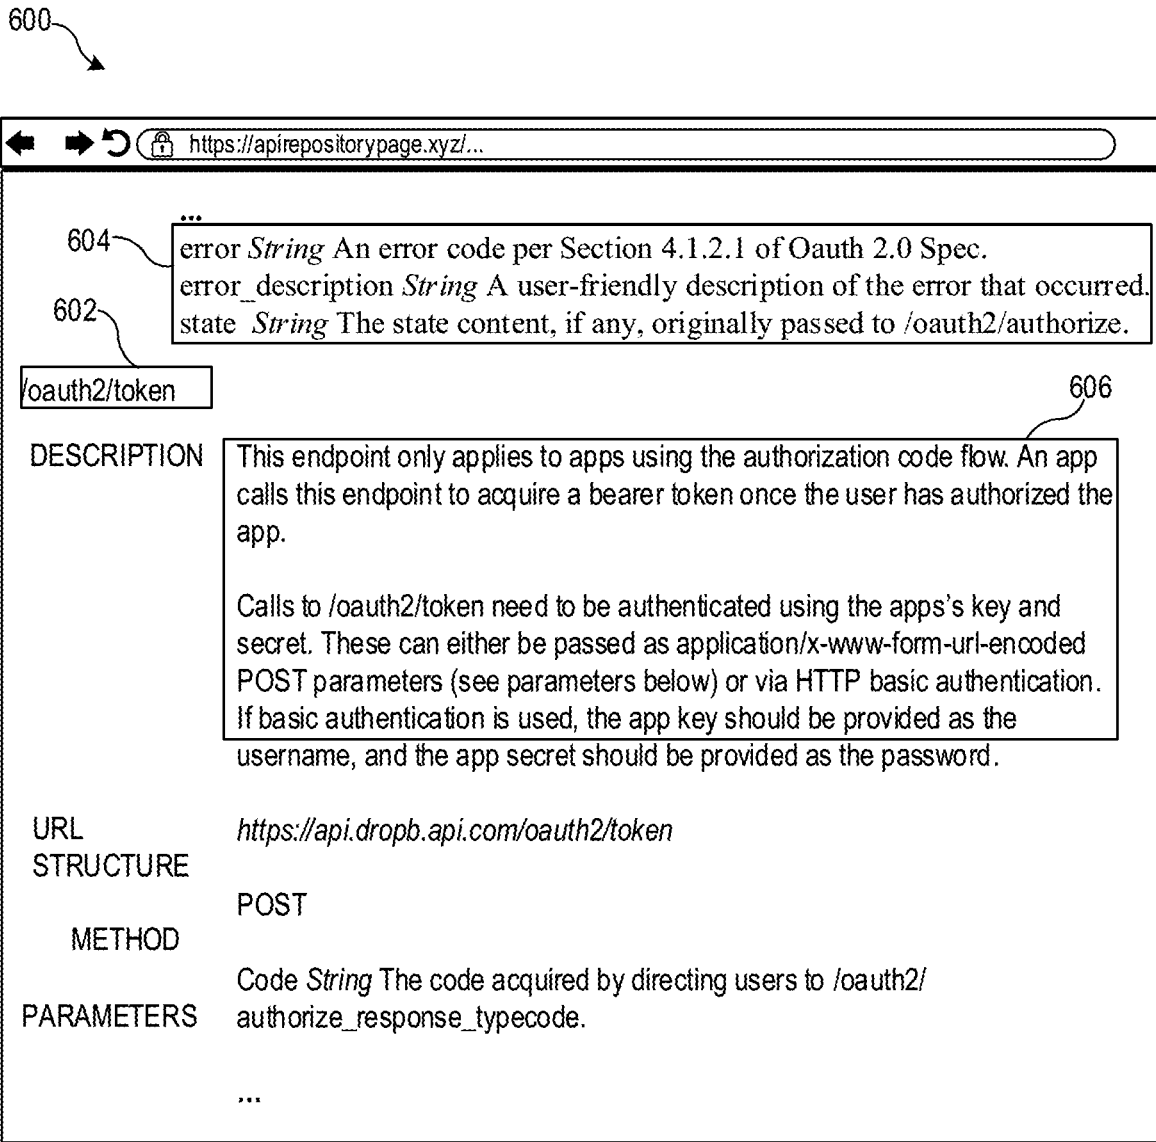 600
https://apirepositorypage.xyz/...
...
604
error String An error code per Section 4.1.2.1 of Oauth 2.0 Spec.
error_description String A user-friendly description of the error that occurred.
602
state String The state content, if any, originally passed to /oauth2/authorize.
/oauth2/token
606
DESCRIPTION
This endpoint only applies to apps using the authorization code flow. An app
calls this endpoint to acquire a bearer token once the user has authorized the
app.
Calls to /oauth2/token need to be authenticated using the apps's key and
secret. These can either be passed as application/x-www-form-url-encoded
POST parameters (see parameters below) or via HTTP basic authentication.
If basic authentication is used, the app key should be provided as the
username, and the app secret should be provided as the password.
URL
STRUCTURE
https://api.dropb.api.com/oauth2/token
POST
METHOD
Code String The code acquired by directing users to /oauth2/
PARAMETERS
authorize_response_typecode.
...